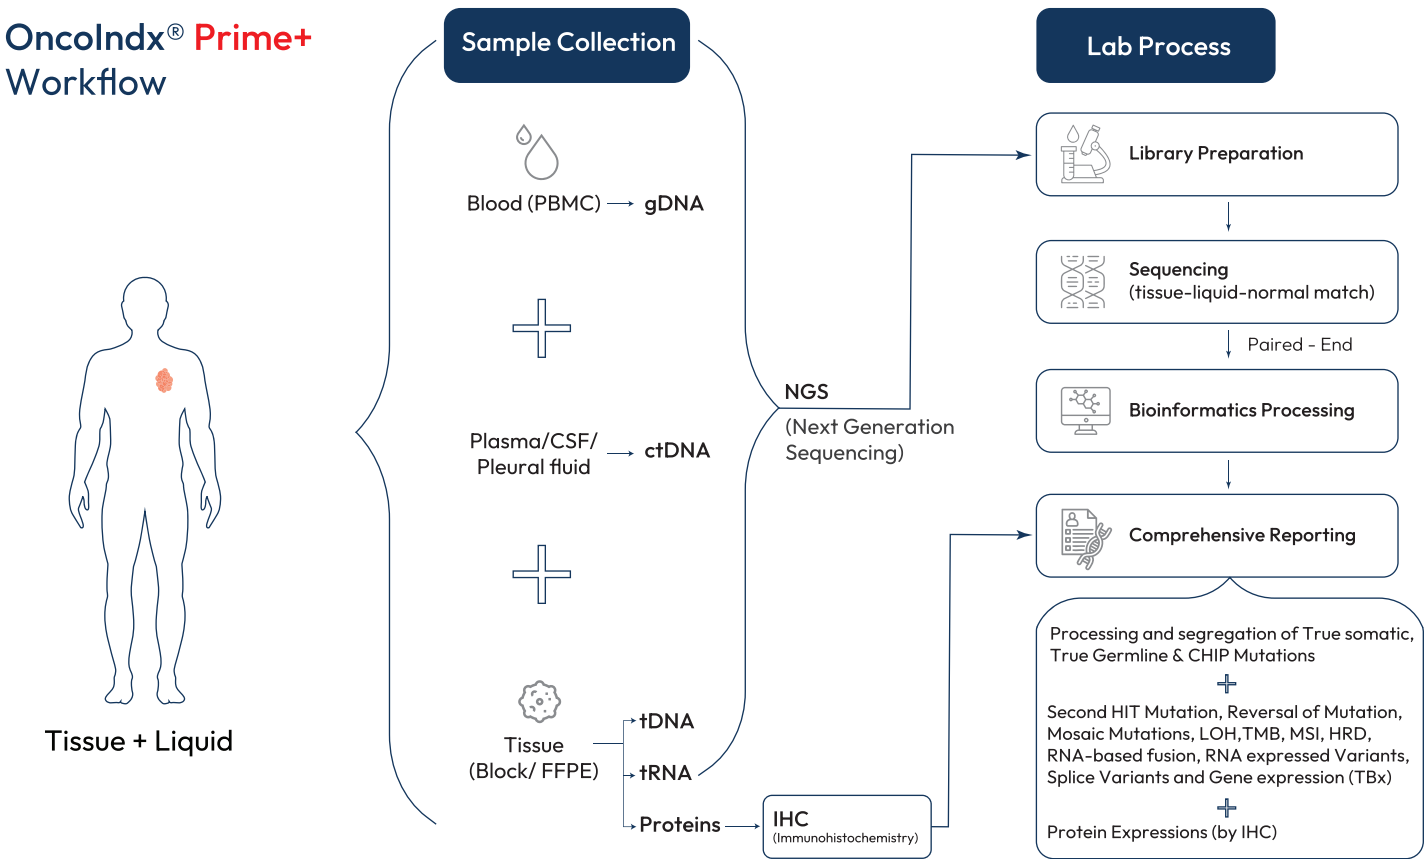 OncoIndx® Prime+
Workflow
Tissue + Liquid
Sample Collection
Blood (PBMC)
gDNA
Plasma/CSF/
Pleural fluid
ctDNA
Tissue
(Block/ FFPE)
tDNA
tRNA
Proteins
IHC
(Immunohistochemistry)
NGS
(Next Generation
Sequencing)
Lab Process
Library Preparation
Sequencing
(tissue-liquid-normal match)
Paired - End
Bioinformatics Processing
Comprehensive Reporting
Processing and segregation of True somatic,
True Germline & CHIP Mutations
Second HIT Mutation, Reversal of Mutation,
Mosaic Mutations, LOH,TMB, MSI, HRD,
RNA-based fusion, RNA expressed Variants,
Splice Variants and Gene expression (TBx)
Protein Expressions (by IHC)